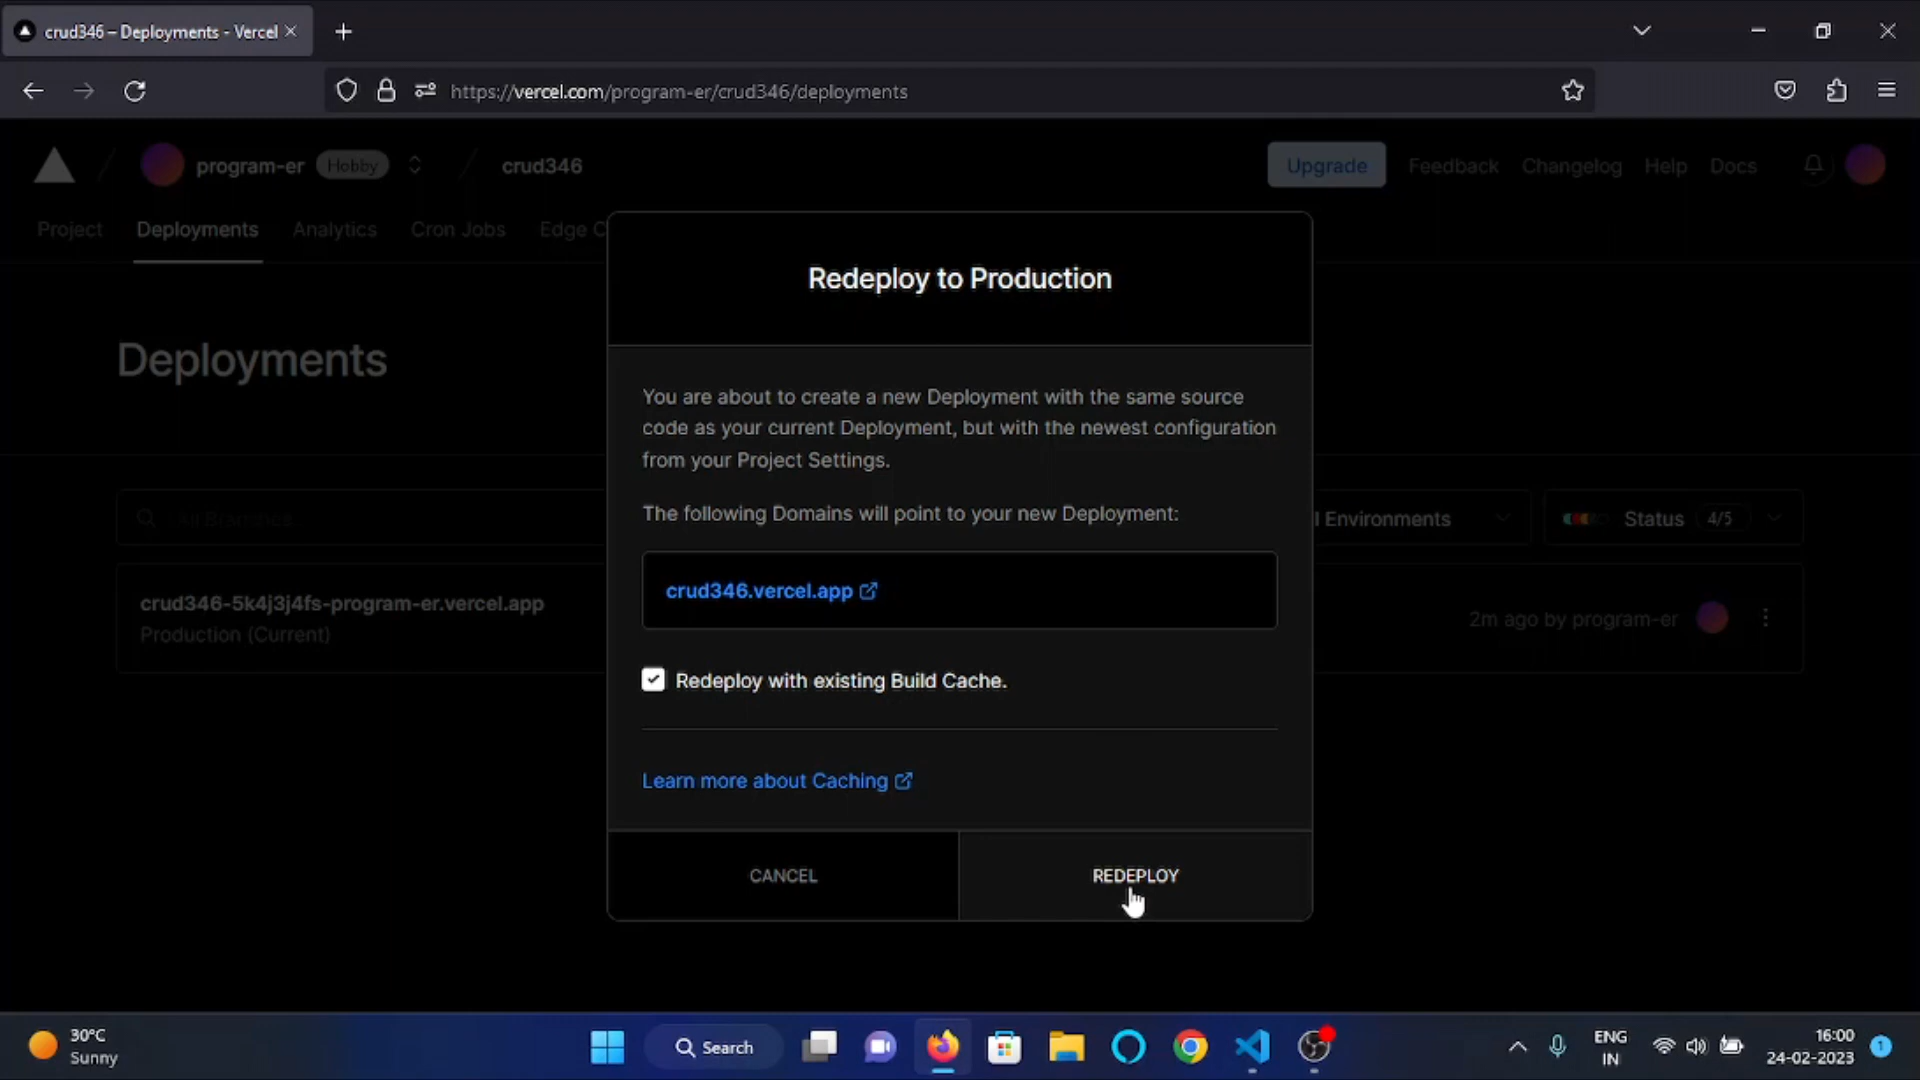 crud346 – Deployments - Vercel
https://vercel.com/program-er/crud346/deployments
program-er Hobby crud346 Upgrade Feedback Changelog Help Docs
Project Deployments Analytics Cron Jobs Edge C
Redeploy to Production
Deployments
You are about to create a new Deployment with the same source
code as your current Deployment, but with the newest configuration
from your Project Settings.
The following Domains will point to your new Deployment:
All Branches l Environments Status 4/5
crud346.vercel.app
crud346-5k4j3j4fs-program-er.vercel.app
Production (Current)
2m ago by program-er
Redeploy with existing Build Cache.
Learn more about Caching
CANCEL REDEPLOY
30°C
Sunny
Search
ENG
IN
16:00
24-02-2023
1